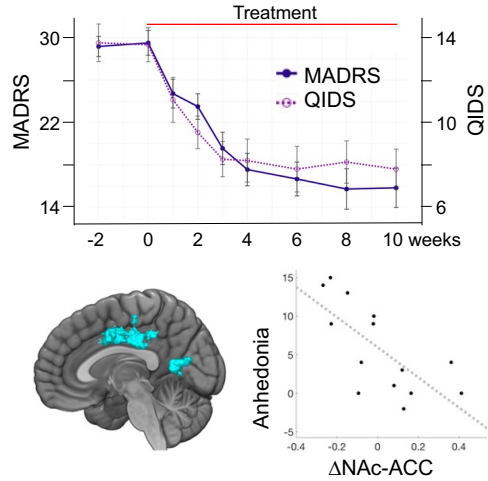 Treatment
30
22
14
MADRS
MADRS
QIDS
14
10
6
QIDS
-2 0 2 4 6 8 10 weeks
15
10
5
0
-5
Anhedonia
-0.4 -0.2 0 0.2 0.4
ΔNAc-ACC